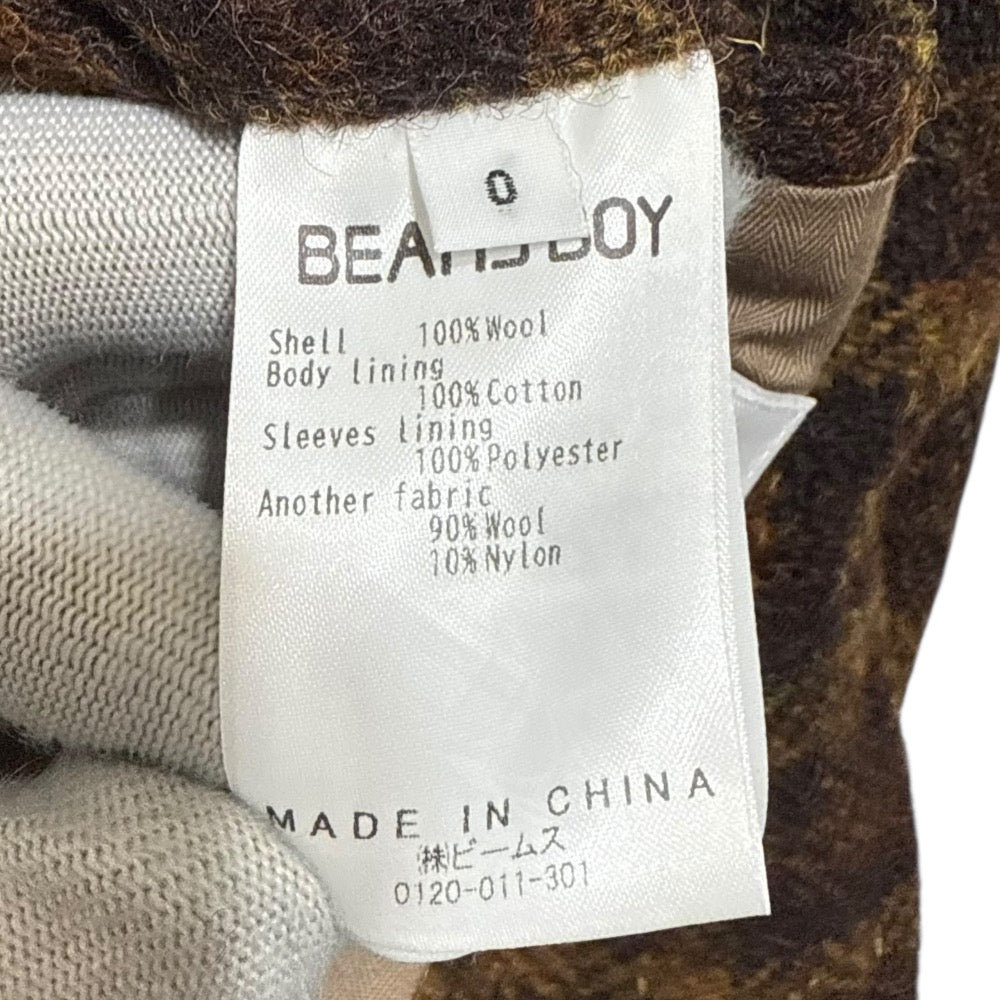 0
BEAMS BOY
Shell 100%Wool
Body lining
100%Cotton
Sleeves lining
100%Polyester
Another fabric
90%Wool
10%Nylon
MADE IN CHINA
㈱ビームス
0120-011-301